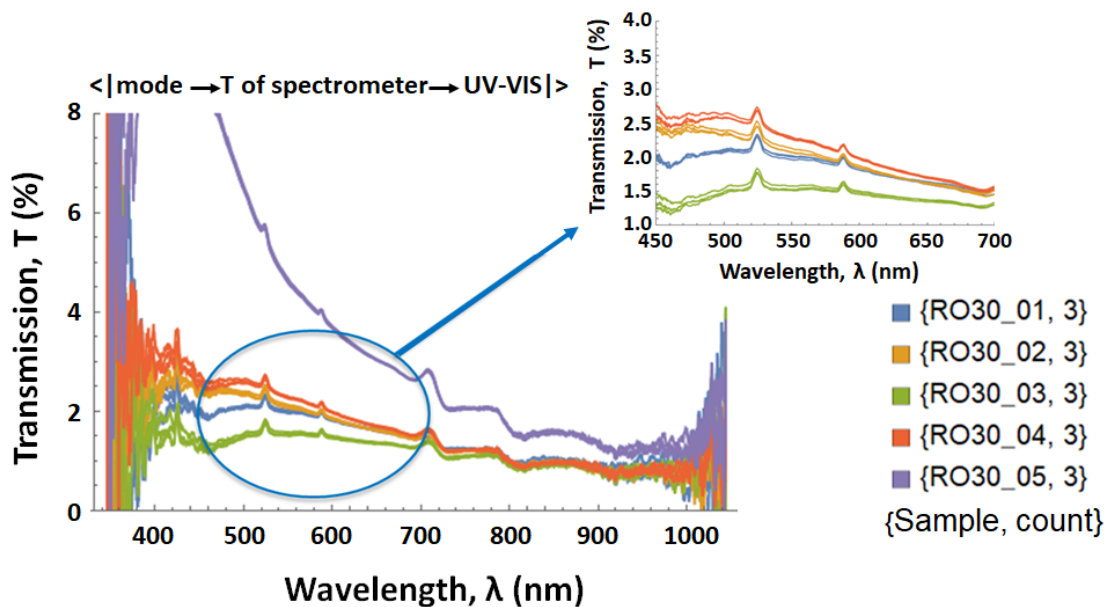 <|mode →T of spectrometer→ UV-VIS|>
Transmission, T (%)
8
6
4
2
0
400 500 600 700 800 900 1000
Wavelength, λ (nm)
Transmission, T (%)
4.0
3.5
3.0
2.5
2.0
1.5
1.0
450 500 550 600 650 700
Wavelength, λ (nm)
{RO30_01, 3}
{RO30_02, 3}
{RO30_03, 3}
{RO30_04, 3}
{RO30_05, 3}
{Sample, count}